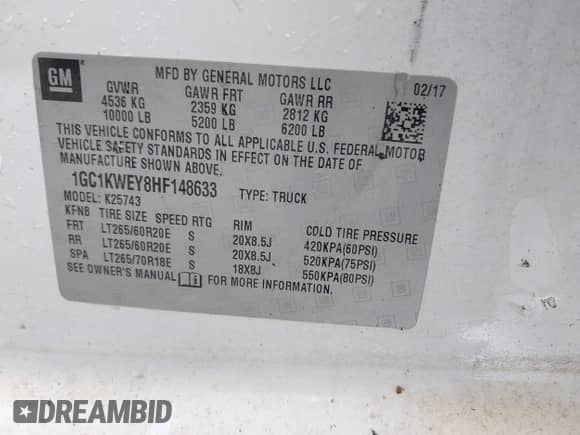 GM
MFD BY GENERAL MOTORS LLC
02/17
GVWR GAWR FRT GAWR RR
4536 KG 2359 KG 2812 KG
10000 LB 5200 LB 6200 LB
THIS VEHICLE CONFORMS TO ALL APPLICABLE U.S. FEDERAL MOTOR
VEHICLE SAFETY STANDARDS IN EFFECT ON THE DATE OF
MANUFACTURE SHOWN ABOVE.
1GC1KWEY8HF148633 TYPE: TRUCK
MODEL: K25743
KFNB TIRE SIZE SPEED RTG RIM COLD TIRE PRESSURE
FRT LT265/60R20E S 20X8.5J 420KPA(60PSI)
RR LT265/60R20E S 20X8.5J 520KPA(75PSI)
SPA LT265/70R18E S 18X8J 550KPA(80PSI)
SEE OWNER'S MANUAL FOR MORE INFORMATION.
DREAMBID